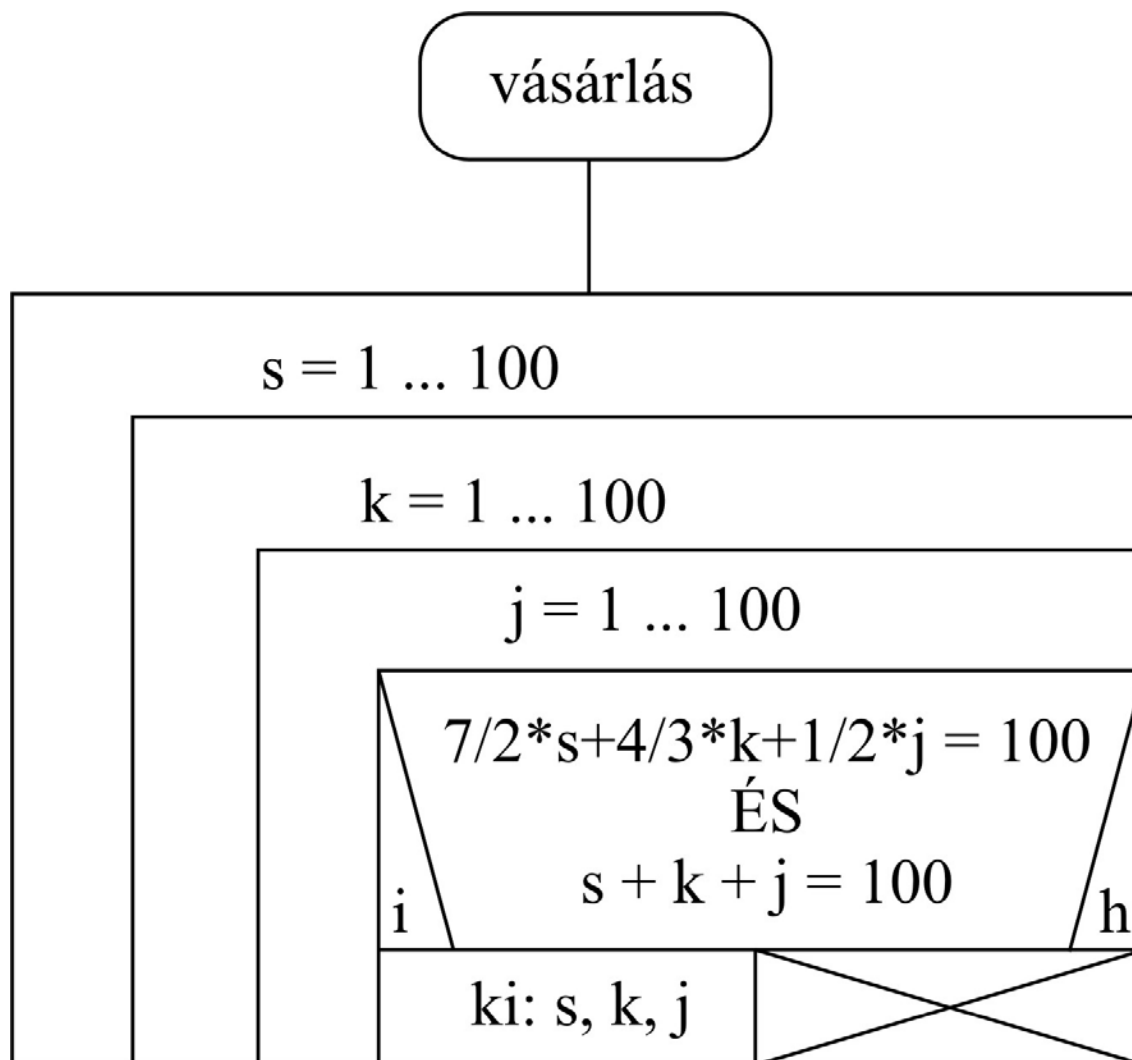 vásárlás
s = 1 ... 100
k = 1 ... 100
j = 1 ... 100
7/2*s+4/3*k+1/2*j = 100
ÉS
s + k + j = 100
i
h
ki: s, k, j